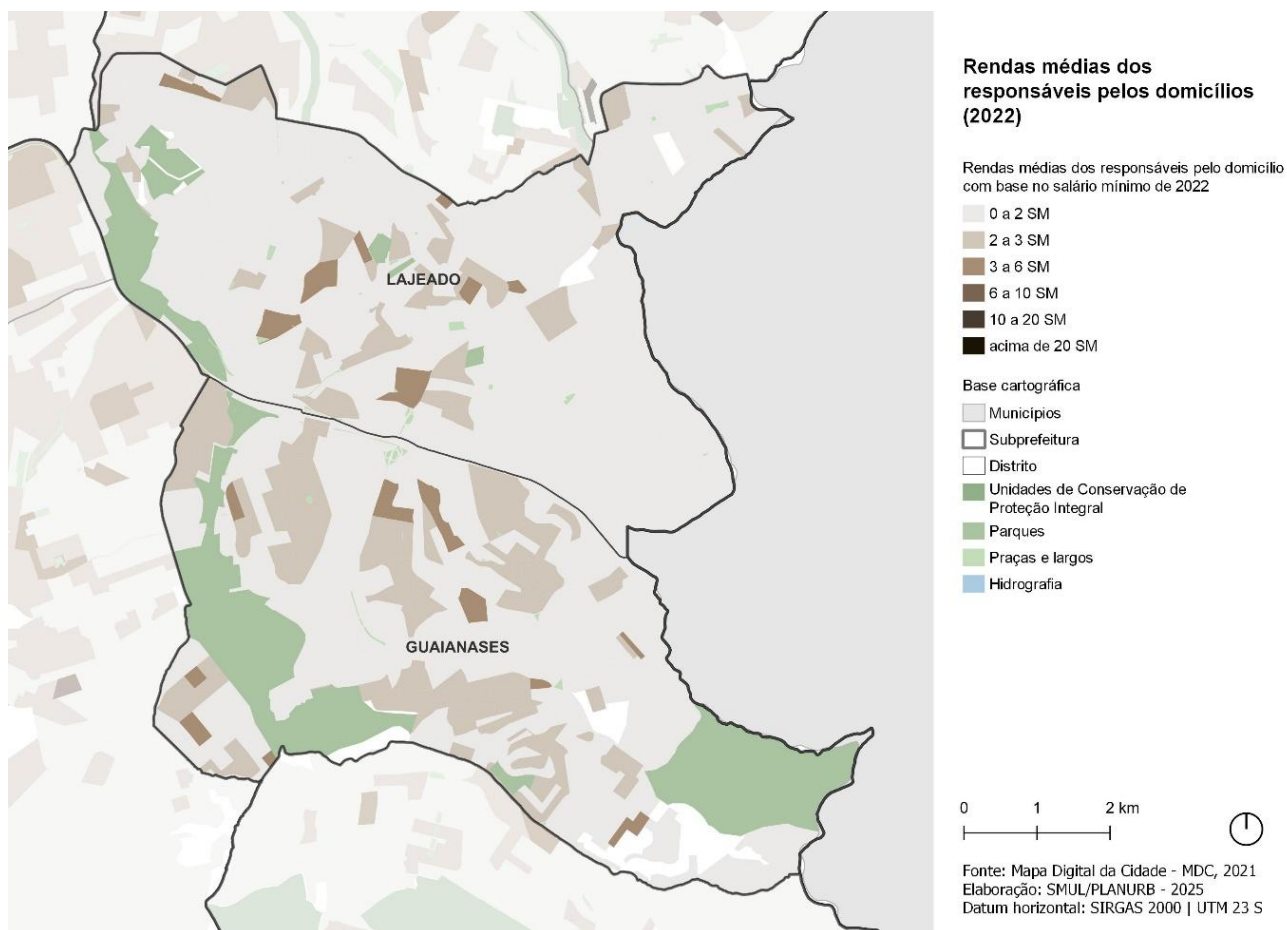 LAJEADO
GUAIANASES
Rendas médias dos
responsáveis pelos domicílios
(2022)
Rendas médias dos responsáveis pelo domicílio
com base no salário mínimo de 2022
0 a 2 SM
2 a 3 SM
3 a 6 SM
6 a 10 SM
10 a 20 SM
acima de 20 SM
Base cartográfica
Municípios
Subprefeitura
Distrito
Unidades de Conservação de
Proteção Integral
Parques
Praças e largos
Hidrografia
0 1 2 km
Fonte: Mapa Digital da Cidade - MDC, 2021
Elaboração: SMUL/PLANURB - 2025
Datum horizontal: SIRGAS 2000 | UTM 23 S